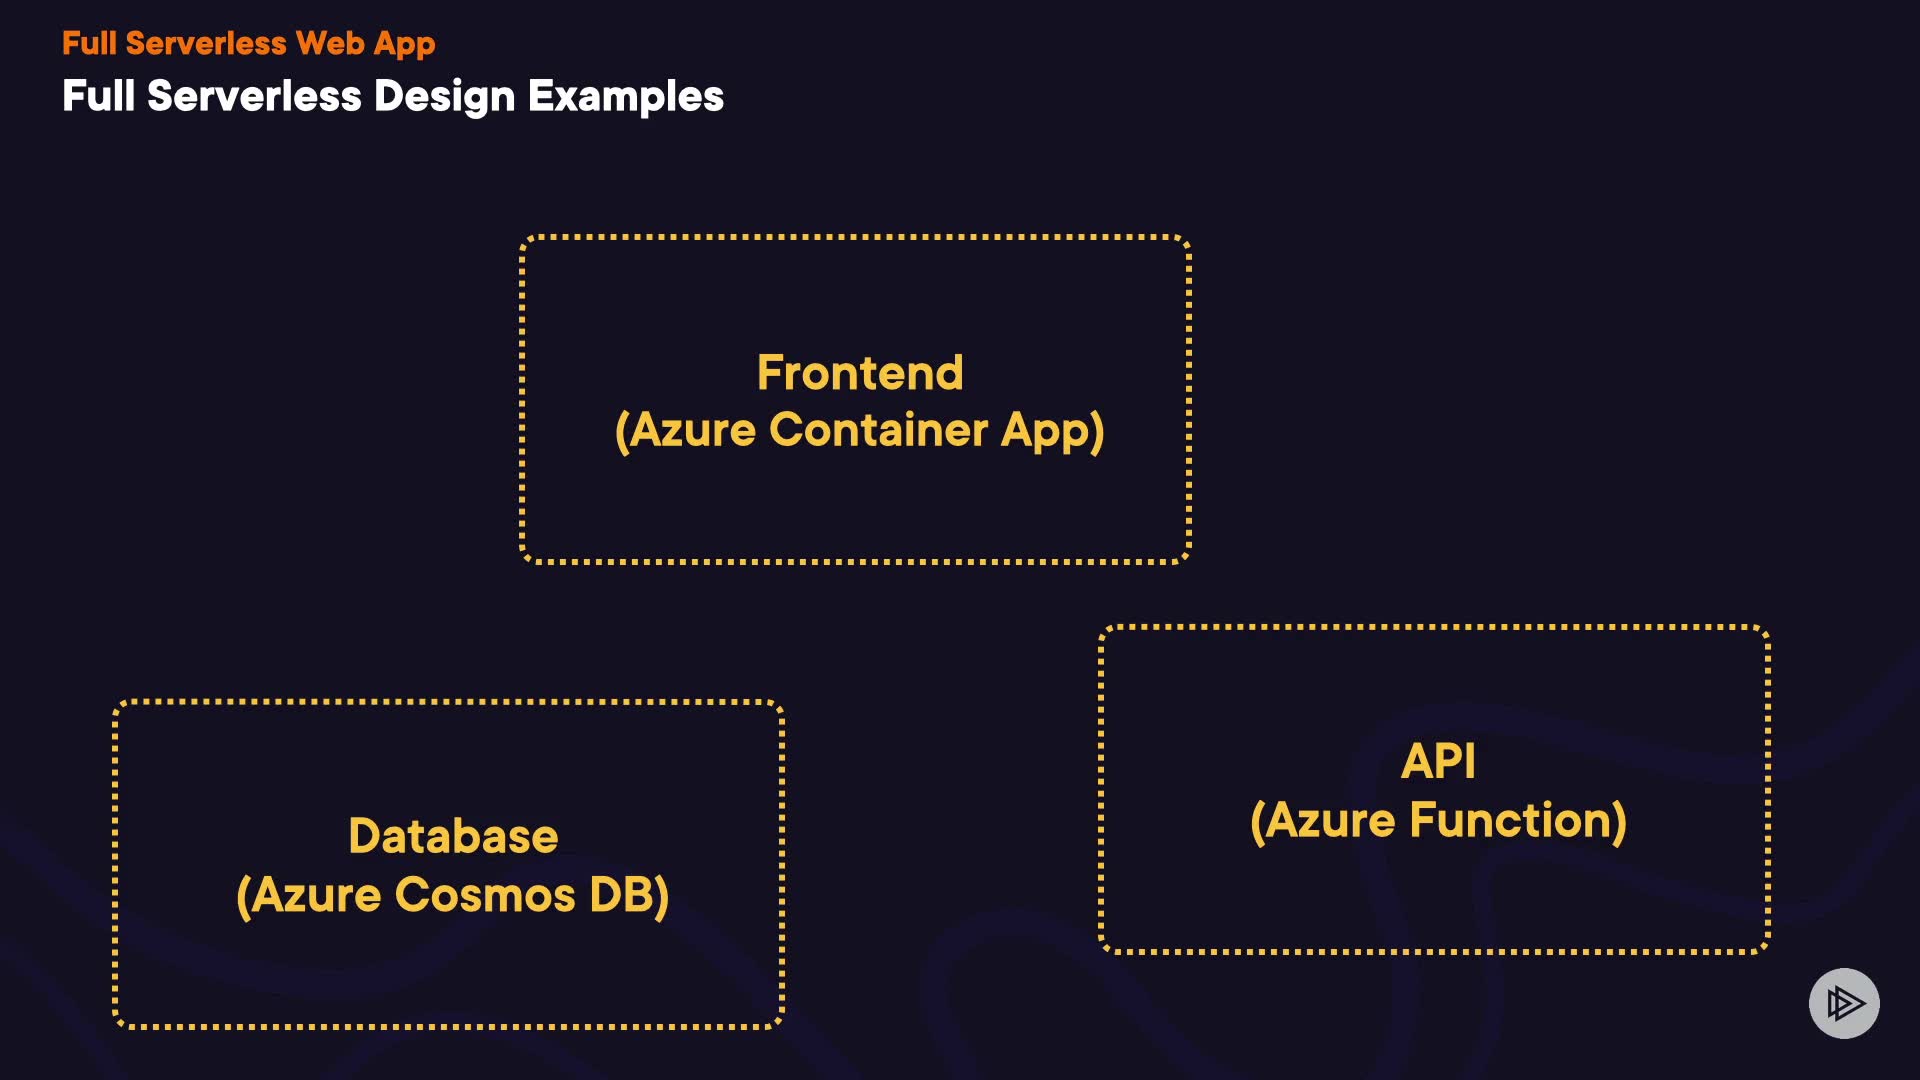 Full Serverless Web App
Full Serverless Design Examples
Frontend
(Azure Container App)
API
(Azure Function)
Database
(Azure Cosmos DB)